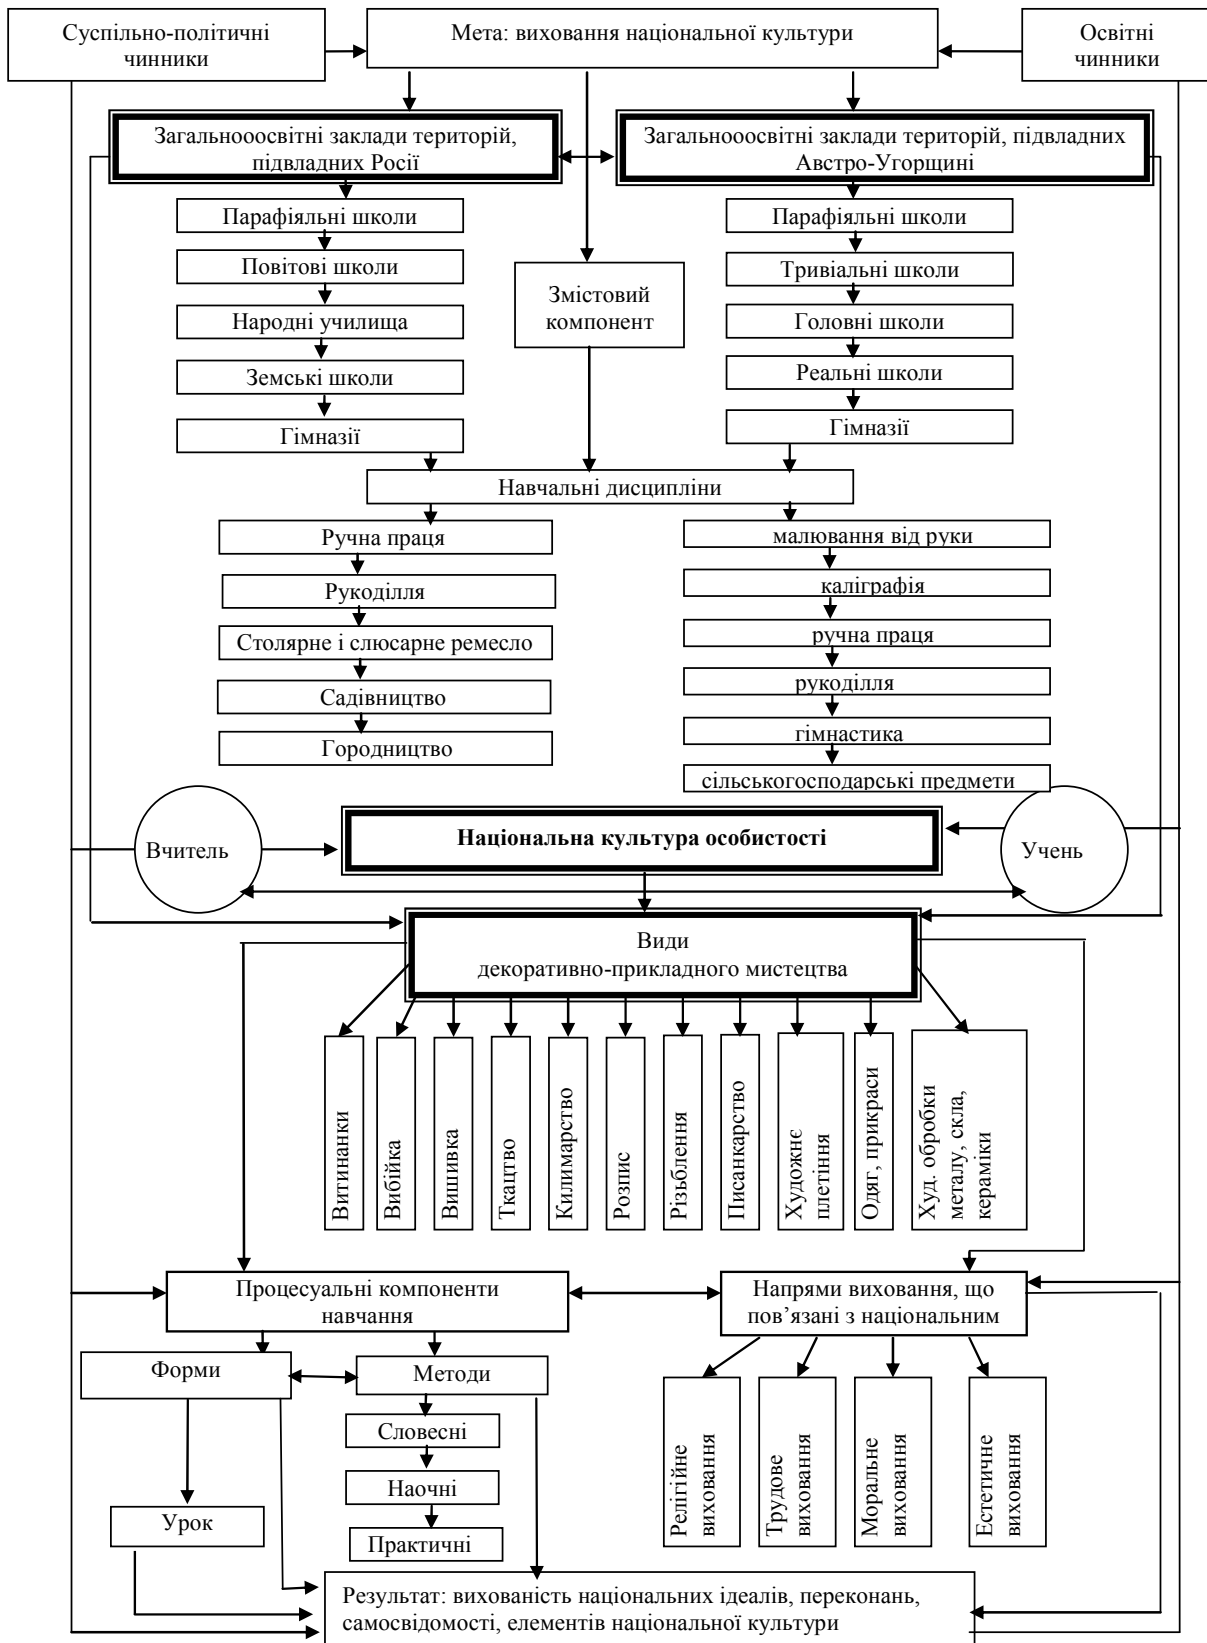 Суспільно-політичні
чинники
Мета: виховання національної культури
Освітні
чинники
Загальнооосвітні заклади територій,
підвладних Росії
Загальнооосвітні заклади територій, підвладних
Австро-Угорщині
Парафіяльні школи
Повітові школи
Народні училища
Земські школи
Гімназії
Змістовий
компонент
Парафіяльні школи
Тривіальні школи
Головні школи
Реальні школи
Гімназії
Навчальні дисципліни
Ручна праця
Рукоділля
Столярне і слюсарне ремесло
Садівництво
Городництво
малювання від руки
каліграфія
ручна праця
рукоділля
гімнастика
сільськогосподарські предмети
Вчитель
Національна культура особистості
Учень
Види
декоративно-прикладного мистецтва
Витинанки
Вибійка
Вишивка
Ткацтво
Килимарство
Розпис
Різьблення
Писанкарство
Художнє
плетіння
Одяг, прикраси
Худ. обробки
металу, скла,
кераміки
Процесуальні компоненти
навчання
Напрями виховання, що
пов’язані з національним
Форми
Методи
Словесні
Наочні
Практичні
Урок
Релігійне
виховання
Трудове
виховання
Моральне
виховання
Естетичне
виховання
Результат: вихованість національних ідеалів, переконань,
самосвідомості, елементів національної культури